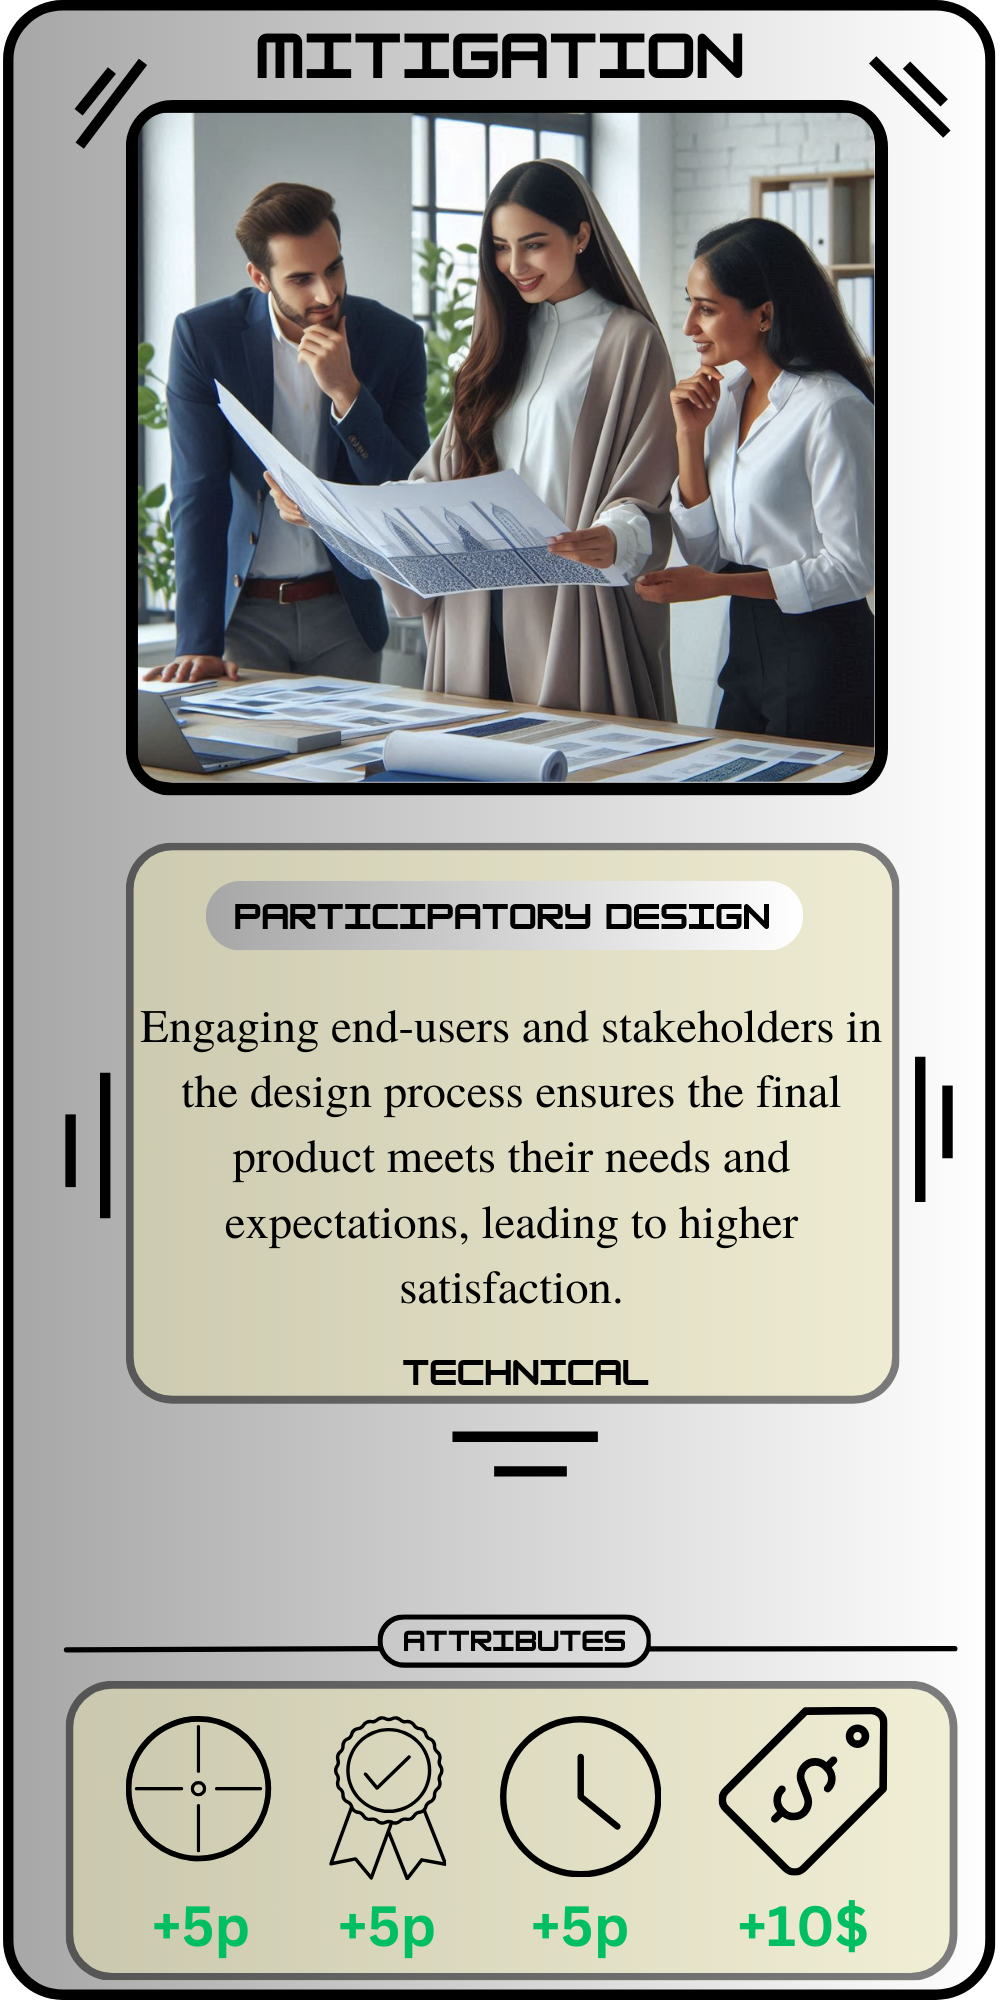 MITIGATION
PARTICIPATORY DESIGN
Engaging end-users and stakeholders in
the design process ensures the final
product meets their needs and
expectations, leading to higher
satisfaction.
TECHNICAL
ATTRIBUTES
+5p +5p +5p +10$